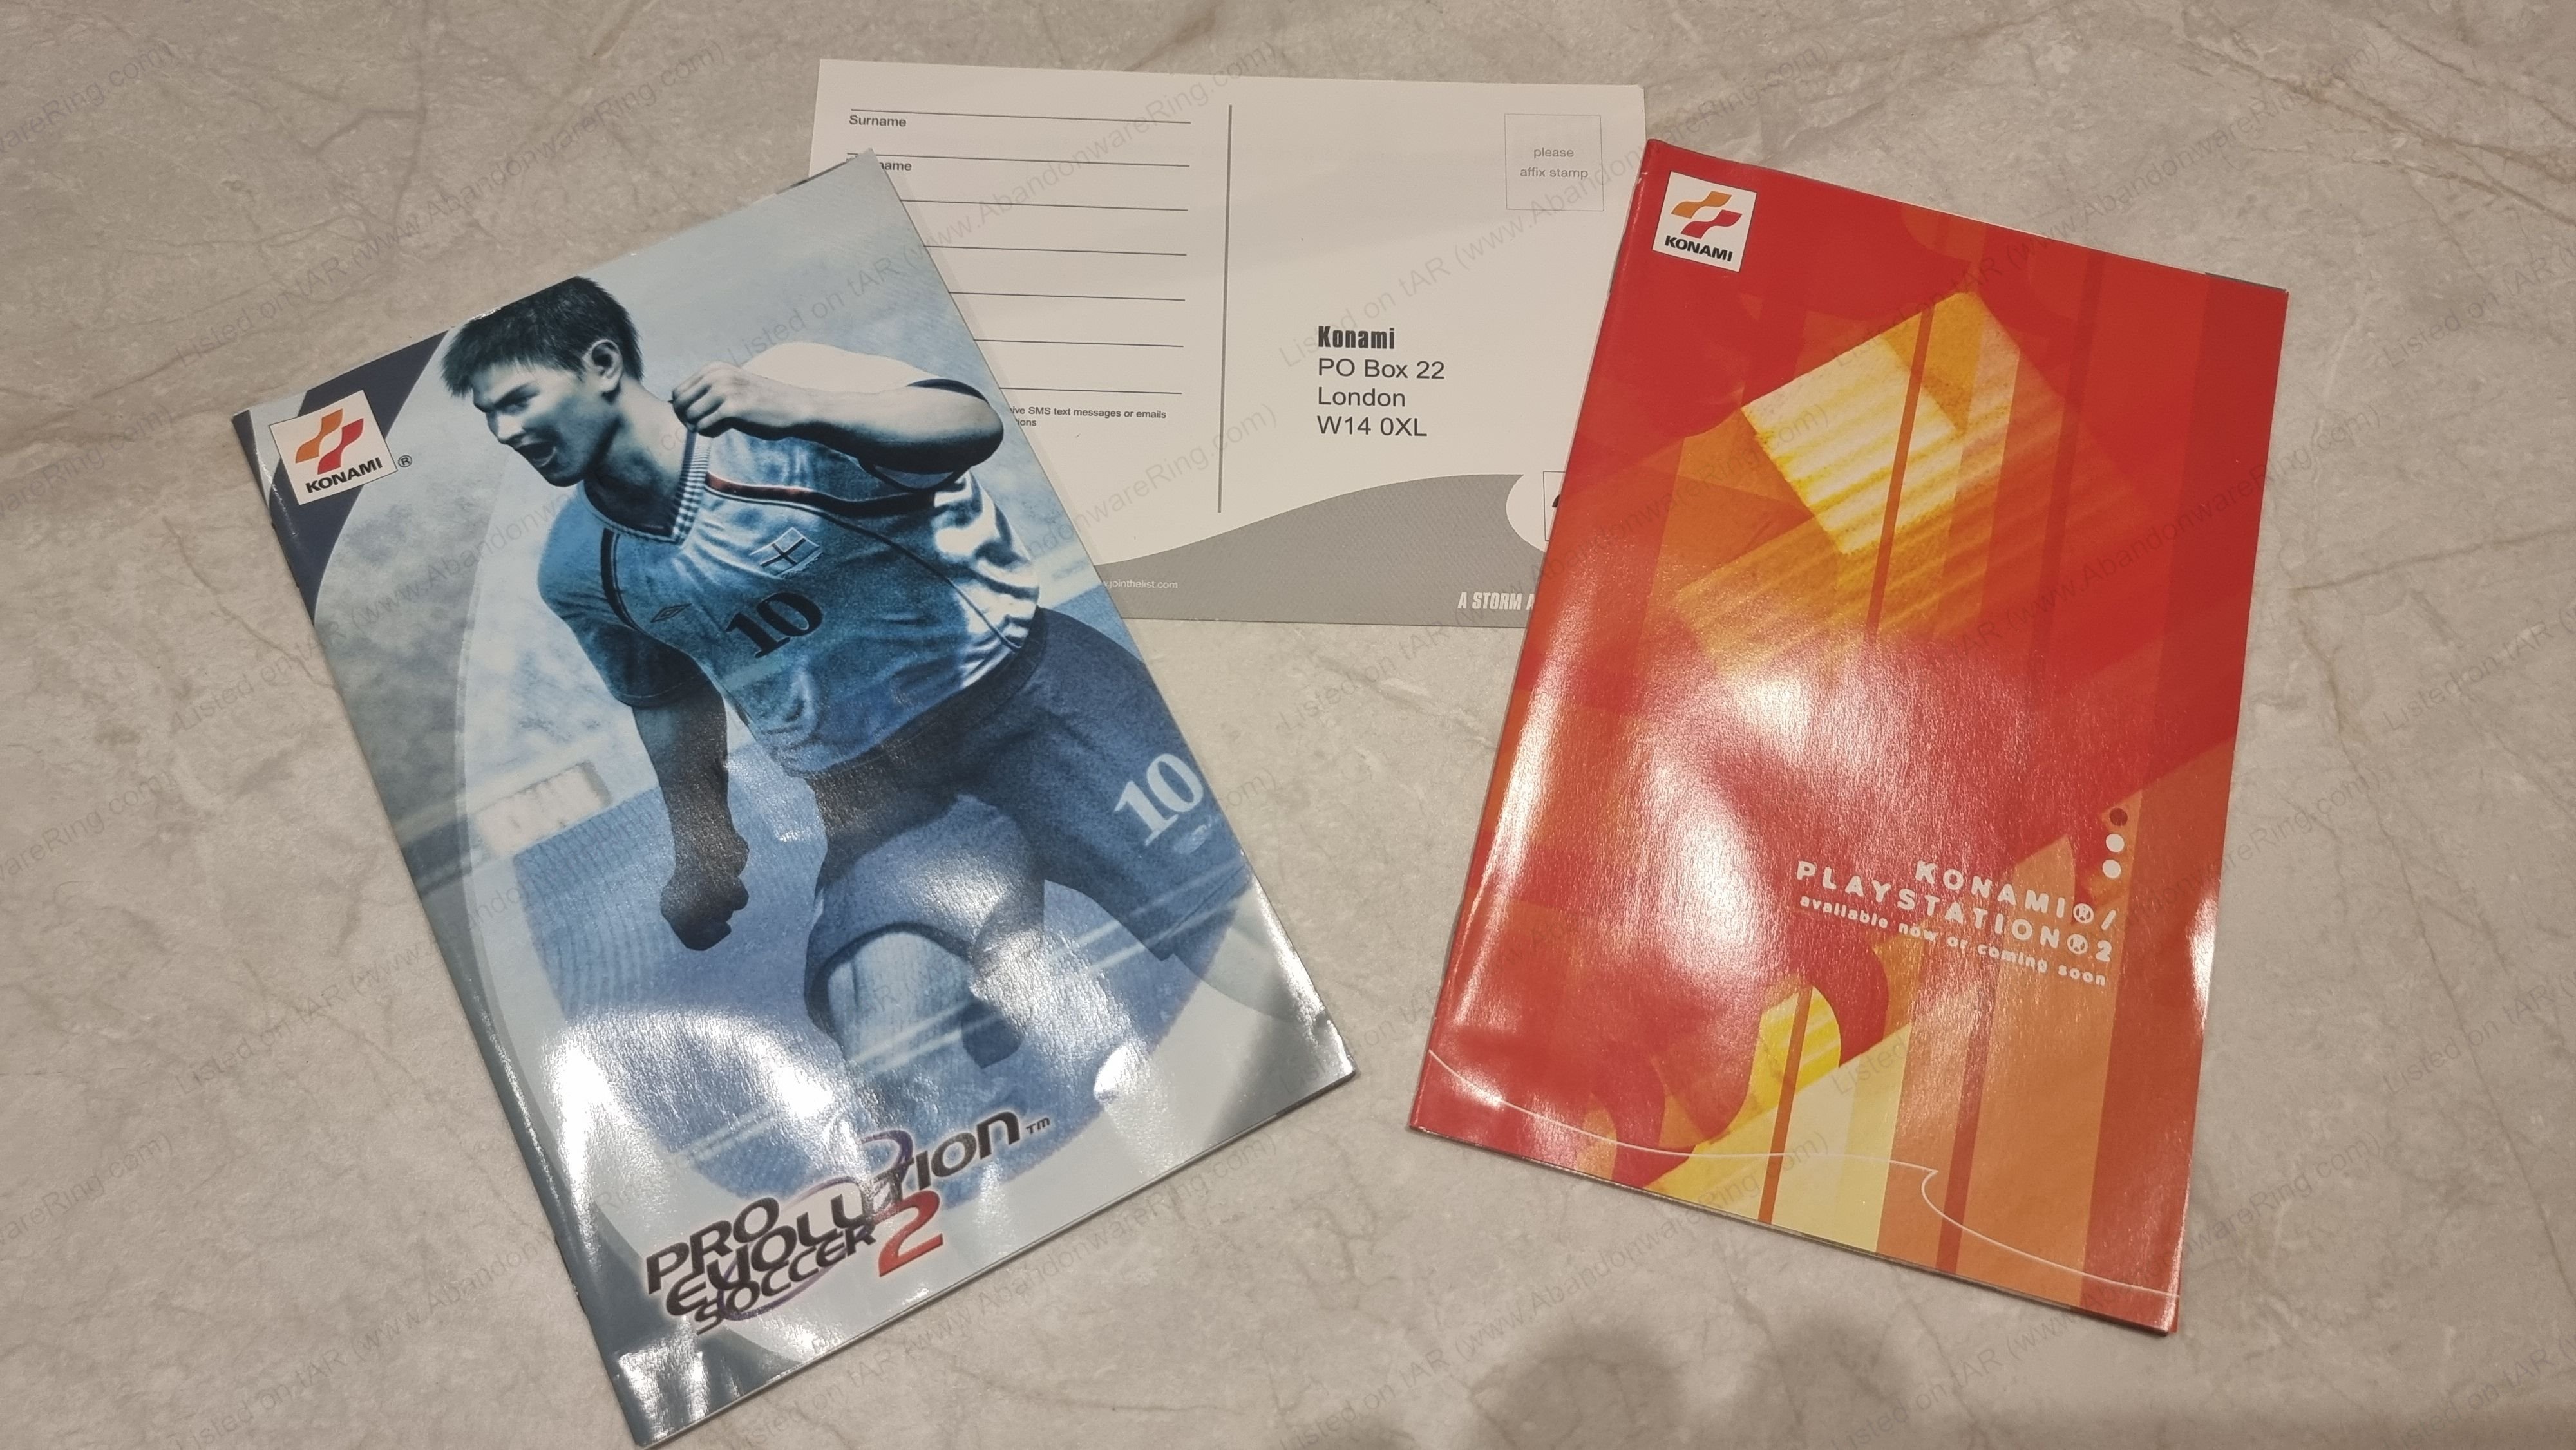 Surname
name
ive SMS text messages or emails
ions
jointhelist.com
please
affix stamp
Konami
PO Box 22
London
W14 0XL
A STORM
KONAMI ®
10
10
PRO
EVOLUTION™
SOCCER 2
KONAMI
KONAMI®/
PLAYSTATION®2
available now or coming soon
Listed on tAR (www.AbandonwareRing.com)